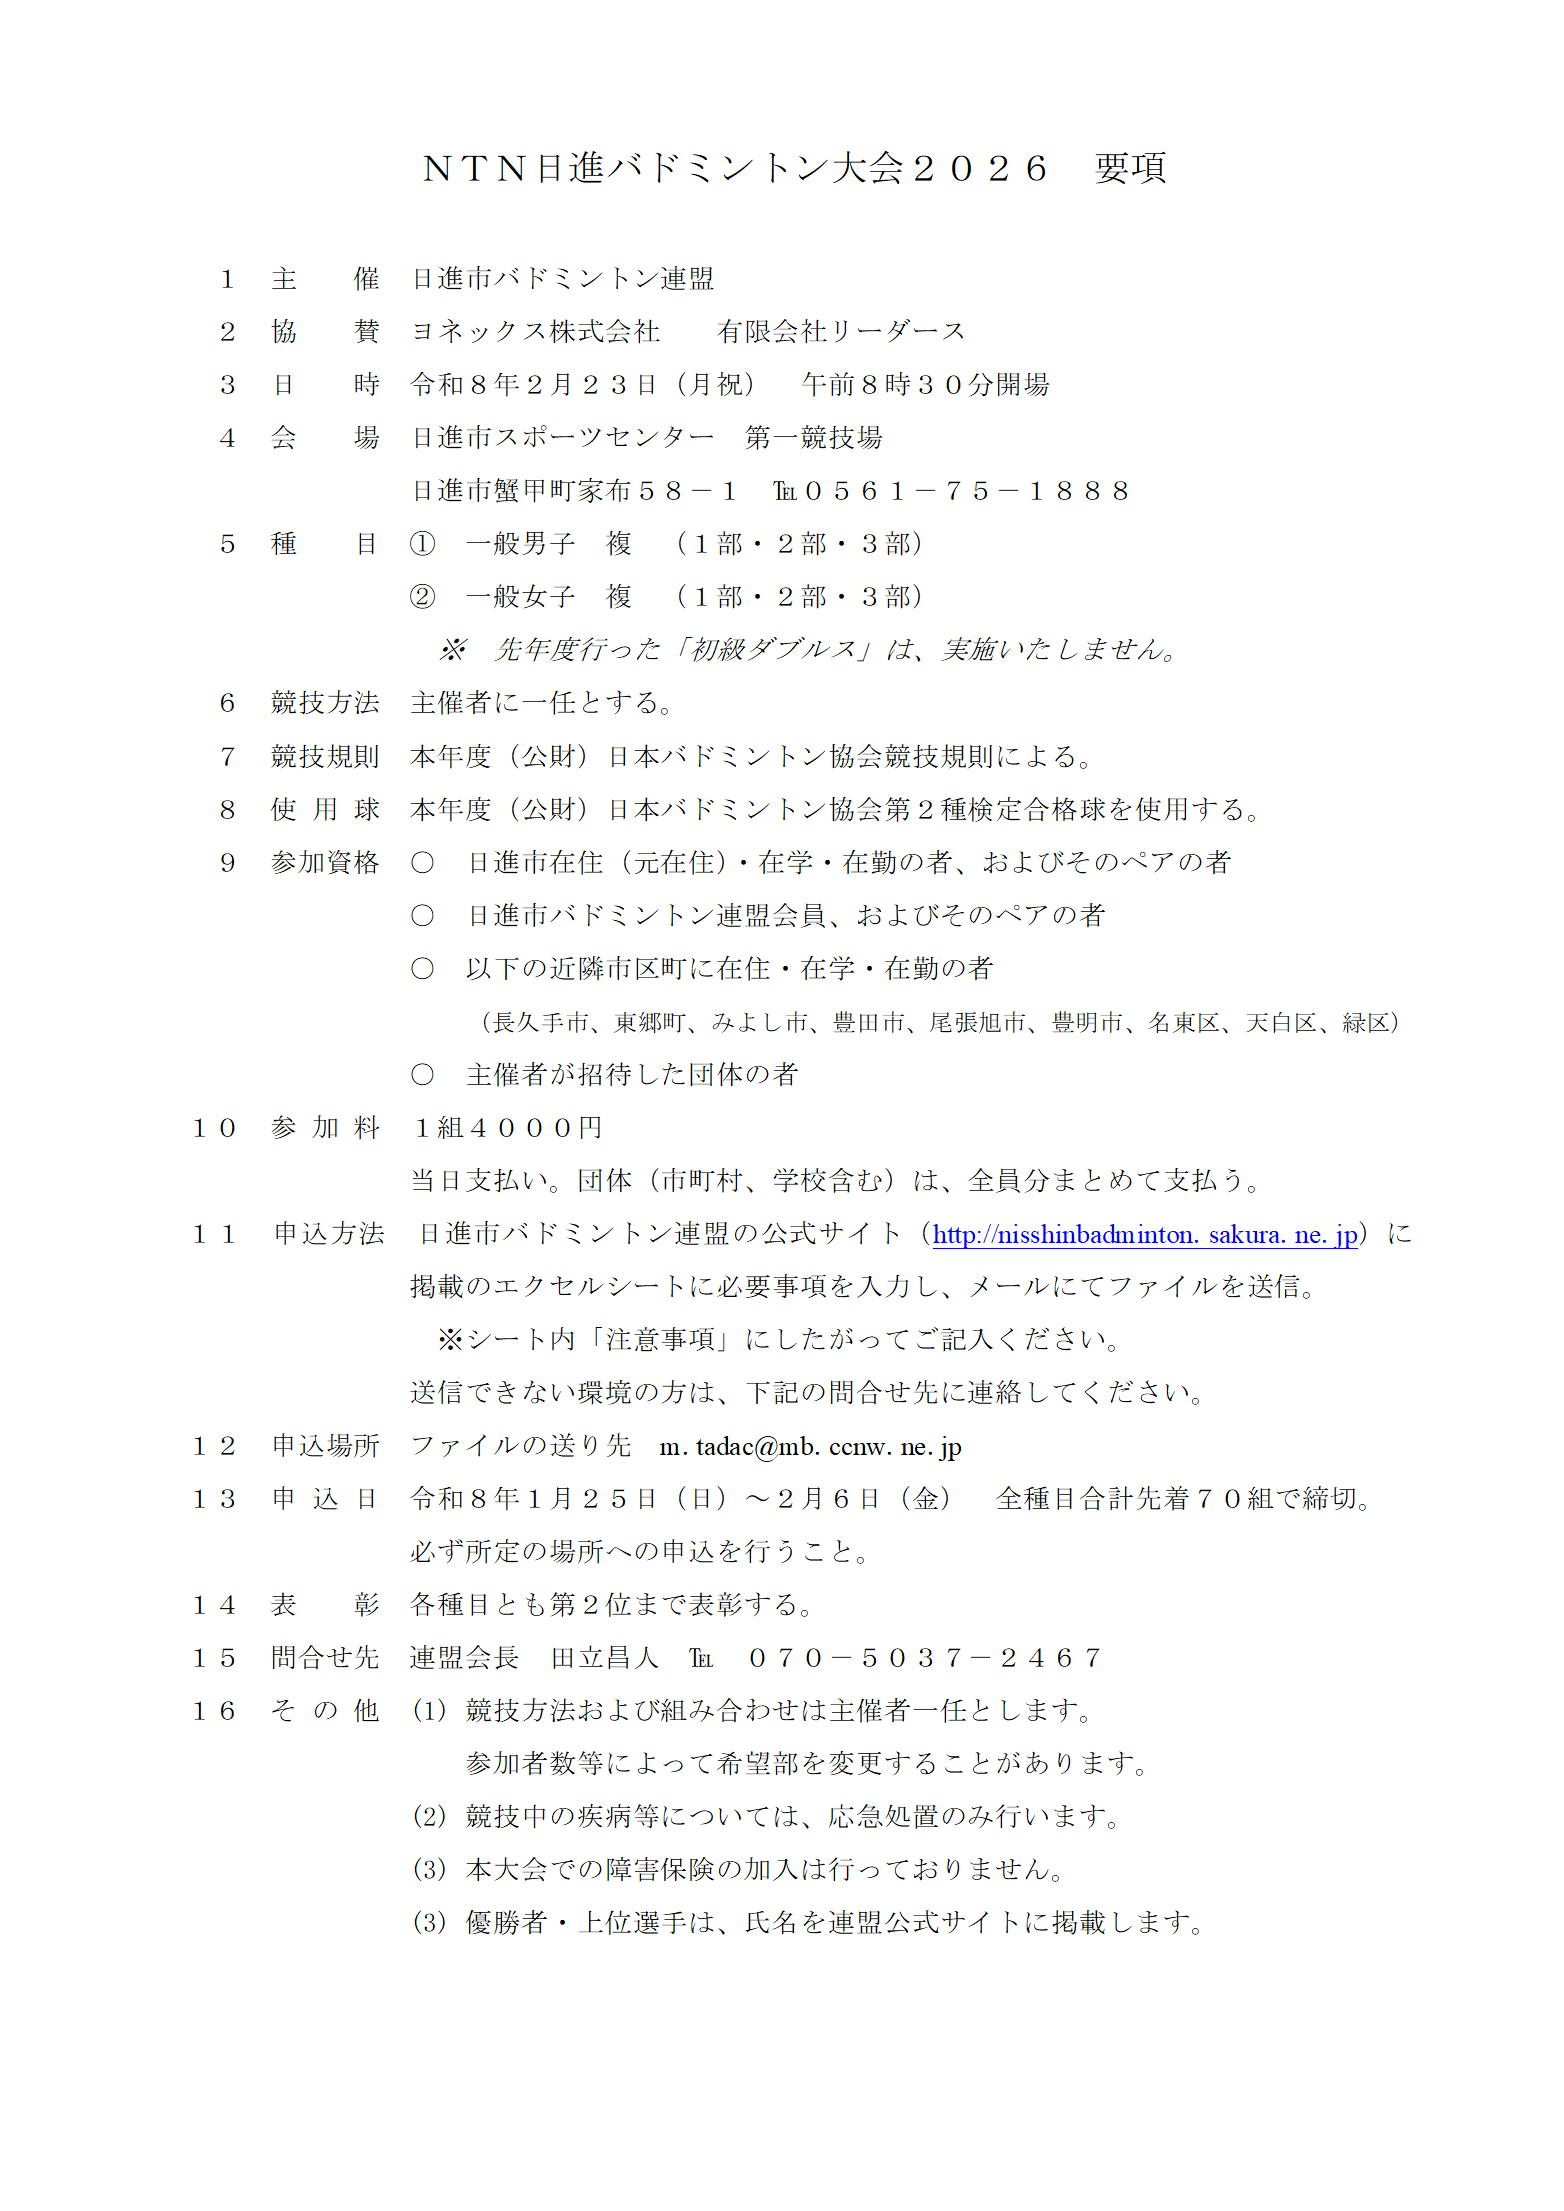 ＮＴＮ日進バドミントン大会２０２６　要項
１　主　　催　日進市バドミントン連盟
２　協　　賛　ヨネックス株式会社　　有限会社リーダース
３　日　　時　令和８年２月２３日（月祝）　午前８時３０分開場
４　会　　場　日進市スポーツセンター　第一競技場
日進市蟹甲町家布５８－１　℡０５６１－７５－１８８８
５　種　　目　①　一般男子　複　（１部・２部・３部）
②　一般女子　複　（１部・２部・３部）
※　先年度行った「初級ダブルス」は、実施いたしません。
６　競技方法　主催者に一任とする。
７　競技規則　本年度（公財）日本バドミントン協会競技規則による。
８　使 用 球　本年度（公財）日本バドミントン協会第２種検定合格球を使用する。
９　参加資格　○　日進市在住（元在住）・在学・在勤の者、およびそのペアの者
○　日進市バドミントン連盟会員、およびそのペアの者
○　以下の近隣市区町に在住・在学・在勤の者
（長久手市、東郷町、みよし市、豊田市、尾張旭市、豊明市、名東区、天白区、緑区）
○　主催者が招待した団体の者
１０　参 加 料　１組４０００円
当日支払い。団体（市町村、学校含む）は、全員分まとめて支払う。
１１　申込方法　日進市バドミントン連盟の公式サイト（http://nisshinbadminton.sakura.ne.jp）に
掲載のエクセルシートに必要事項を入力し、メールにてファイルを送信。
※シート内「注意事項」にしたがってご記入ください。
送信できない環境の方は、下記の問合せ先に連絡してください。
１２　申込場所　ファイルの送り先　m.tadac@mb.ccnw.ne.jp
１３　申 込 日　令和８年１月２５日（日）～２月６日（金）　全種目合計先着７０組で締切。
必ず所定の場所への申込を行うこと。
１４　表　　彰　各種目とも第２位まで表彰する。
１５　問合せ先　連盟会長　田立昌人　℡　０７０－５０３７－２４６７
１６　そ の 他　(1) 競技方法および組み合わせは主催者一任とします。
参加者数等によって希望部を変更することがあります。
(2) 競技中の疾病等については、応急処置のみ行います。
(3) 本大会での障害保険の加入は行っておりません。
(3) 優勝者・上位選手は、氏名を連盟公式サイトに掲載します。